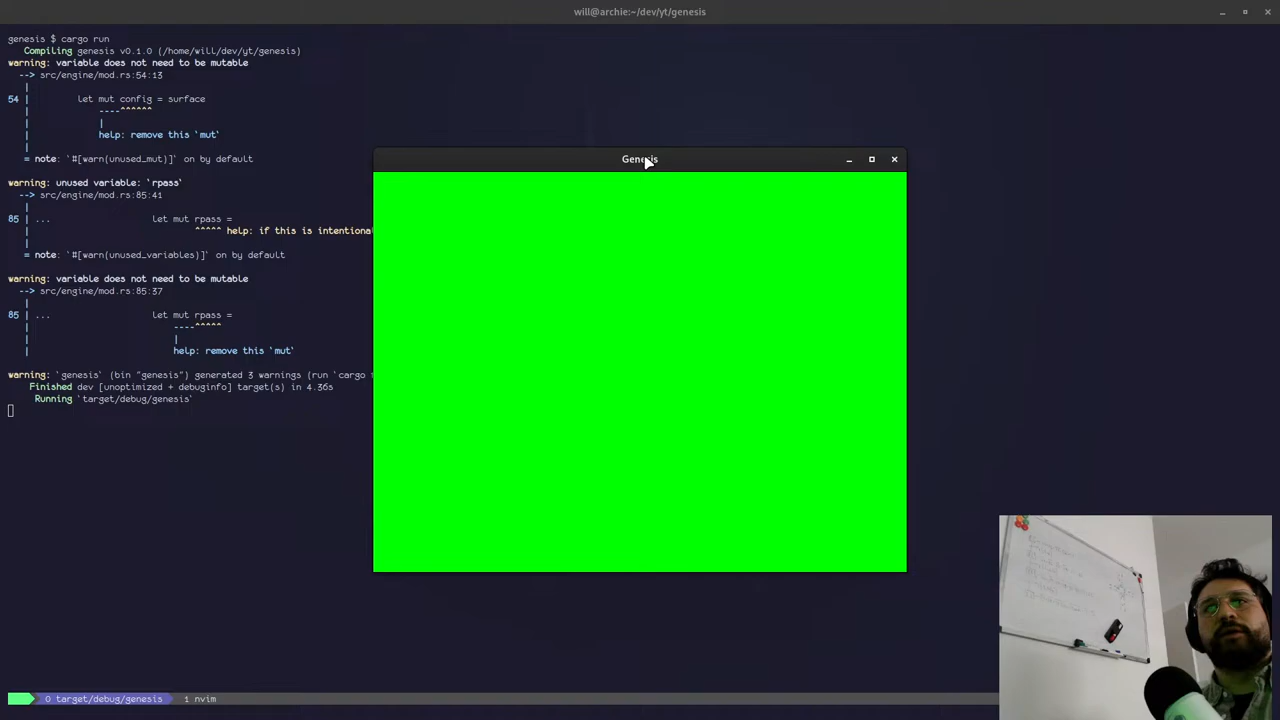 will@archie:~/dev/yt/genesis
genesis $ cargo run
Compiling genesis v0.1.0 (/home/will/dev/yt/genesis)
warning: variable does not need to be mutable
--> src/engine/mod.rs:54:13
|
54 | let mut config = surface
| ----^^^^^^
| |
| help: remove this `mut`
|
= note: `#[warn(unused_mut)]` on by default
warning: unused variable: `rpass`
--> src/engine/mod.rs:85:41
|
85 | ... let mut rpass =
| ^^^^^ help: if this is intentional
|
= note: `#[warn(unused_variables)]` on by default
warning: variable does not need to be mutable
--> src/engine/mod.rs:85:37
|
85 | ... let mut rpass =
| ----^^^^^
| |
| help: remove this `mut`
warning: `genesis` (bin "genesis") generated 3 warnings (run `cargo
Finished dev [unoptimized + debuginfo] target(s) in 4.36s
Running `target/debug/genesis`
Genesis
0 target/debug/genesis 1 nvim